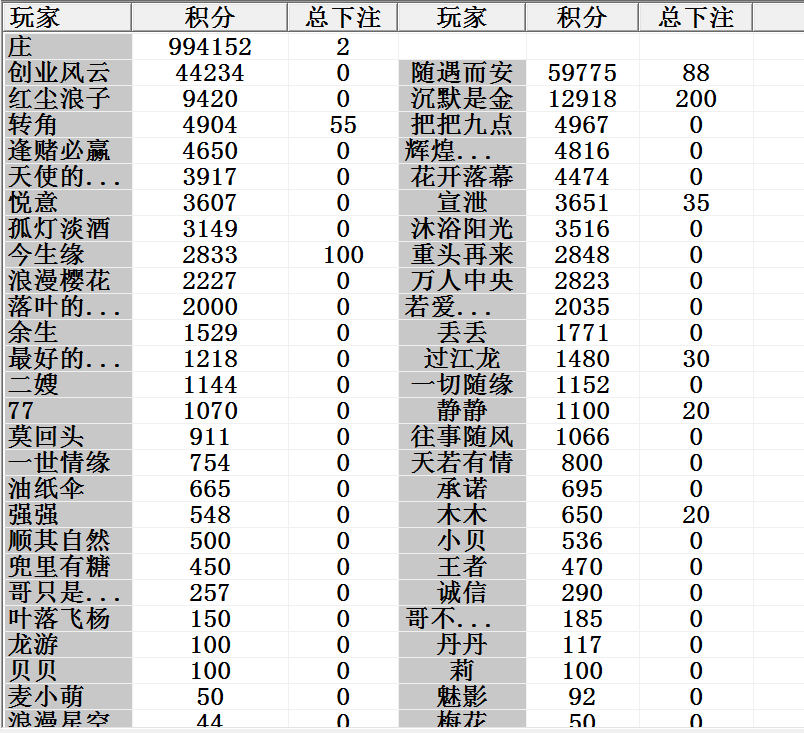 玩家 积分 总下注 玩家 积分 总下注
庄 994152 2
创业风云 44234 0 随遇而安 59775 88
红尘浪子 9420 0 沉默是金 12918 200
转角 4904 55 把把九点 4967 0
逢赌必赢 4650 0 辉煌... 4816 0
天使的... 3917 0 花开落幕 4474 0
悦意 3607 0 宣泄 3651 35
孤灯淡酒 3149 0 沐浴阳光 3516 0
今生缘 2833 100 重头再来 2848 0
浪漫樱花 2227 0 万人中央 2823 0
落叶的... 2000 0 若爱... 2035 0
余生 1529 0 丢丢 1771 0
最好的... 1218 0 过江龙 1480 30
二嫂 1144 0 一切随缘 1152 0
77 1070 0 静静 1100 20
莫回头 911 0 往事随风 1066 0
一世情缘 754 0 天若有情 800 0
油纸伞 665 0 承诺 695 0
强强 548 0 木木 650 20
顺其自然 500 0 小贝 536 0
兜里有糖 450 0 王者 470 0
哥只是... 257 0 诚信 290 0
叶落飞杨 150 0 哥不... 185 0
龙游 100 0 丹丹 117 0
贝贝 100 0 莉 100 0
麦小萌 50 0 魅影 92 0
浪漫星空 44 0 梅花 50 0